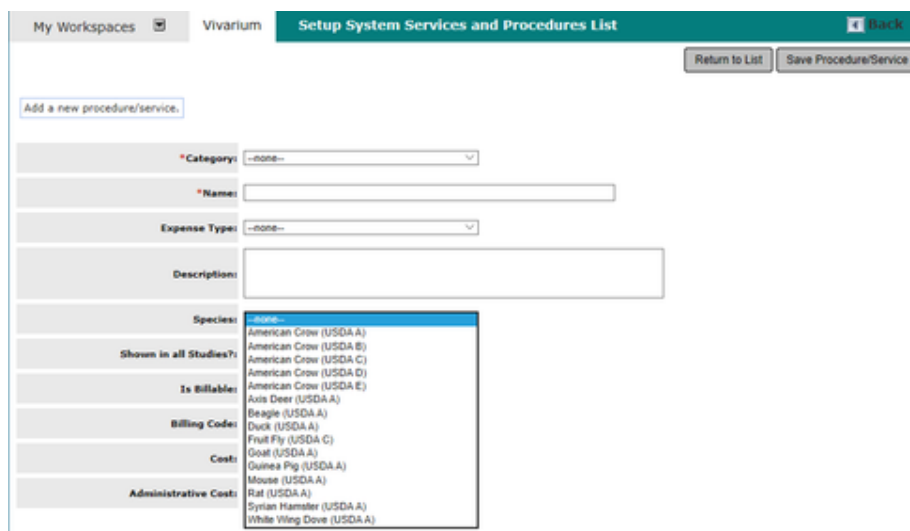 My Workspaces Vivarium Setup System Services and Procedures List Back
Return to List Save Procedure/Service
Add a new procedure/service.
*Category: --none--
*Name:
Expense Type: --none--
Description:
Species: --none--
American Crow (USDA A)
American Crow (USDA B)
Shown in all Studies?: American Crow (USDA C)
American Crow (USDA D)
Is Billable: American Crow (USDA E)
Axis Deer (USDA A)
Beagle (USDA A)
Billing Code: Duck (USDA A)
Fruit Fly (USDA C)
Cost: Goat (USDA A)
Guinea Pig (USDA A)
Mouse (USDA A)
Administrative Cost: Rat (USDA A)
Syrian Hamster (USDA A)
White Wing Dove (USDA A)